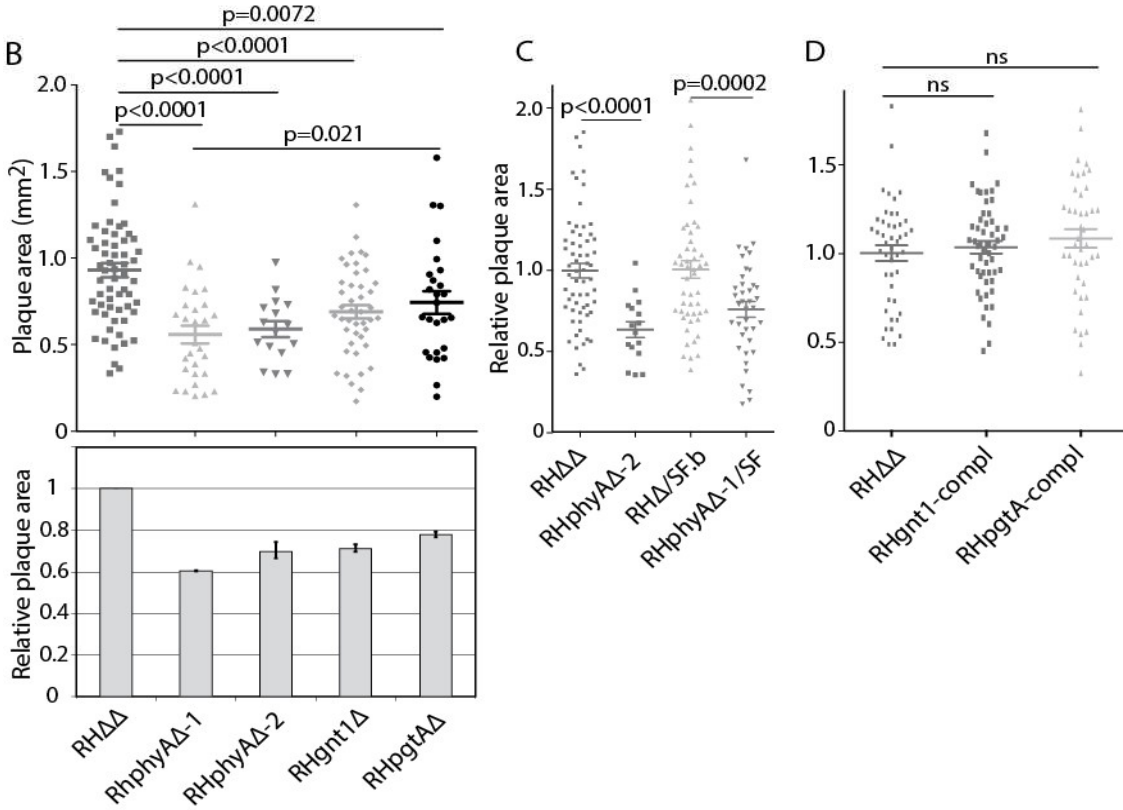 B
p=0.0072
p<0.0001
p<0.0001
p<0.0001
p=0.021
Plaque area (mm²)
2.0
1.5
1.0
0.5
0
Relative plaque area
1
0.8
0.6
0.4
0.2
0
RHΔΔ
RhphyAΔ-1
RHphyAΔ-2
RHgnt1Δ
RHpgtAΔ
C
p<0.0001
p=0.0002
Relative plaque area
2.0
1.5
1.0
0.5
0
RHΔΔ
RHphyAΔ-2
RHΔ/SF.b
RHphyAΔ-1/SF
D
ns
ns
1.5
1.0
0.5
0
RHΔΔ
RHgnt1-compl
RHpgtA-compl